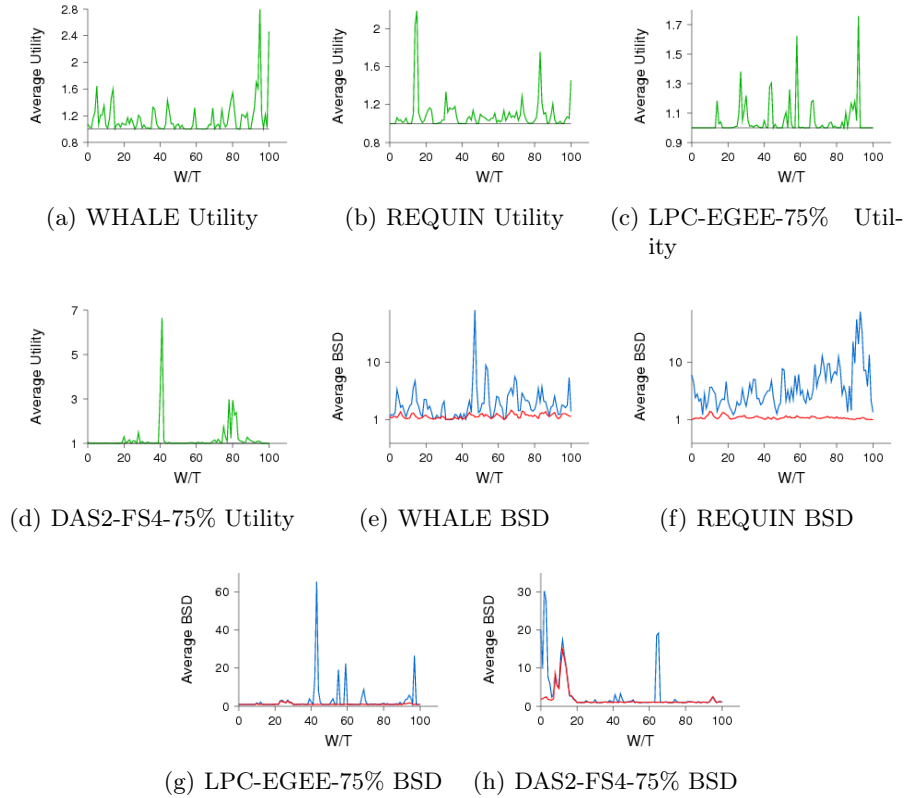 Average Utility
2.8
2.4
2
1.6
1.2
0.8
0 20 40 60 80 100
W/T
(a) WHALE Utility
Average Utility
2
1.6
1.2
0.8
0 20 40 60 80 100
W/T
(b) REQUIN Utility
Average Utility
1.7
1.5
1.3
1.1
0.9
0 20 40 60 80 100
W/T
(c) LPC-EGEE-75% Util-
ity
Average Utility
7
5
3
1
0 20 40 60 80 100
W/T
(d) DAS2-FS4-75% Utility
Average BSD
10
1
0 20 40 60 80 100
W/T
(e) WHALE BSD
Average BSD
10
1
0 20 40 60 80 100
W/T
(f) REQUIN BSD
Average BSD
60
40
20
0
0 20 40 60 80 100
W/T
(g) LPC-EGEE-75% BSD
Average BSD
30
20
10
0
0 20 40 60 80 100
W/T
(h) DAS2-FS4-75% BSD